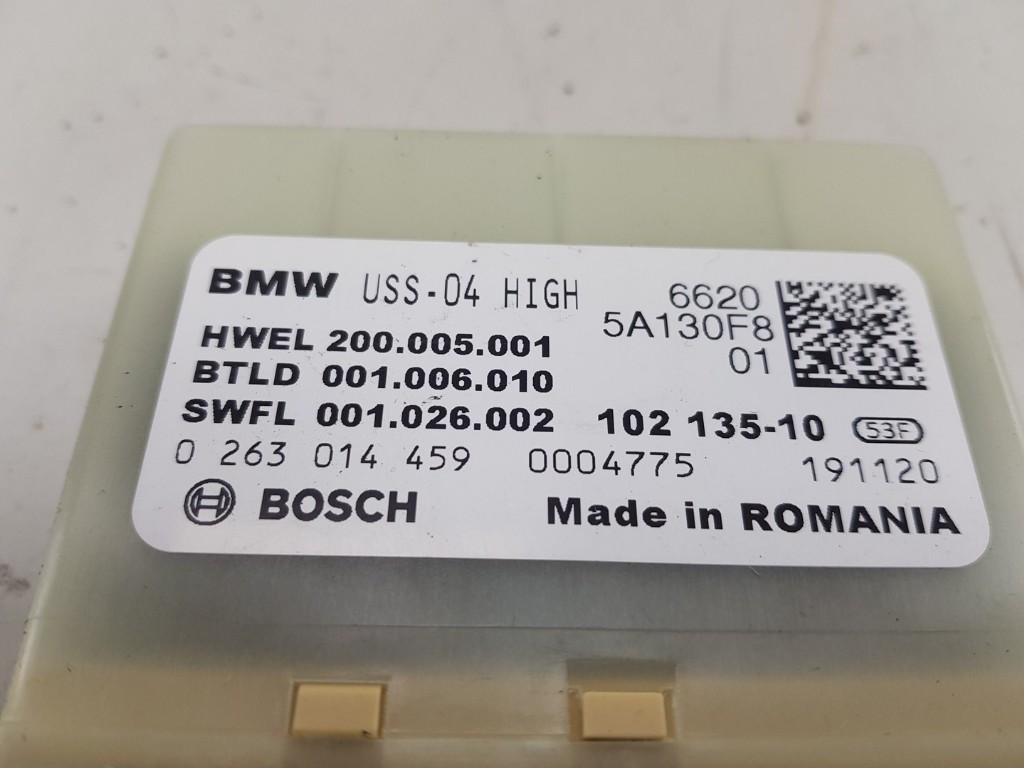 BMW USS-04 HIGH 6620
5A130F8
HWEL 200.005.001 01
BTLD 001.006.010
SWFL 001.026.002 102 135-10 53F
0 263 014 459 0004775 191120
BOSCH Made in ROMANIA